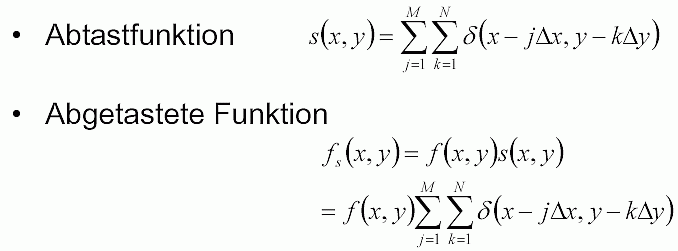 • Abtastfunktion s(x, y) = ∑_{j=1}^{M} ∑_{k=1}^{N} δ(x − jΔx, y − kΔy)
• Abgetastete Funktion
f_s(x, y) = f(x, y)s(x, y)
= f(x, y) ∑_{j=1}^{M} ∑_{k=1}^{N} δ(x − jΔx, y − kΔy)